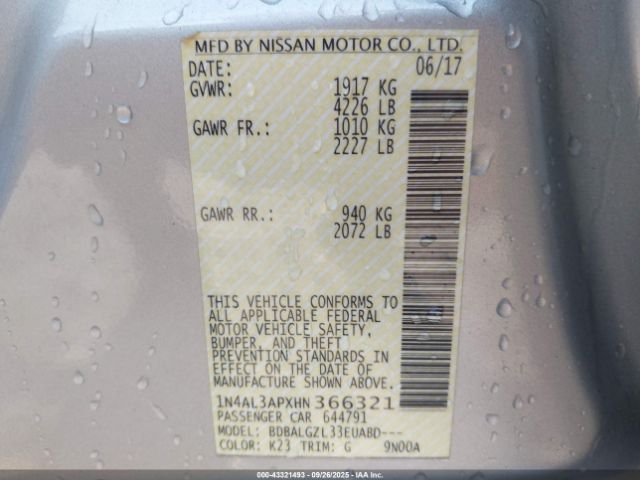 MFD BY NISSAN MOTOR CO., LTD.
DATE: 06/17
GVWR: 1917 KG
4226 LB
GAWR FR.: 1010 KG
2227 LB
GAWR RR.: 940 KG
2072 LB
THIS VEHICLE CONFORMS TO
ALL APPLICABLE FEDERAL
MOTOR VEHICLE SAFETY,
BUMPER, AND THEFT
PREVENTION STANDARDS IN
EFFECT ON THE DATE OF
MANUFACTURE SHOWN ABOVE.
1N4AL3APXHN366321
PASSENGER CAR 644791
MODEL: BDBALGZL33EUABD---
COLOR: K23 TRIM: G 9N00A
000-43321493 - 09/26/2025 - IAAI.COM